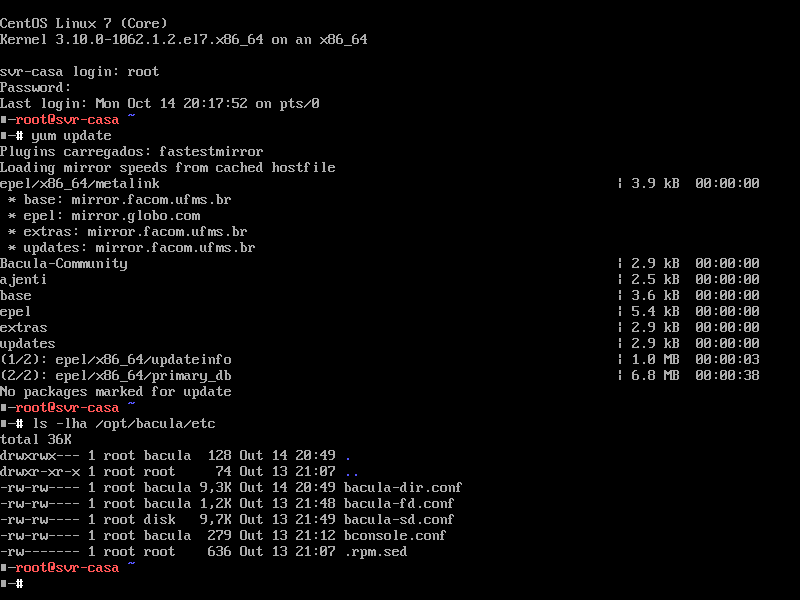 CentOS Linux 7 (Core)
Kernel 3.10.0-1062.1.2.el7.x86_64 on an x86_64
svr-casa login: root
Password:
Last login: Mon Oct 14 20:17:52 on pts/0
─root@svr-casa ~
─# yum update
Plugins carregados: fastestmirror
Loading mirror speeds from cached hostfile
epel/x86_64/metalink | 3.9 kB 00:00:00
* base: mirror.facom.ufms.br
* epel: mirror.globo.com
* extras: mirror.facom.ufms.br
* updates: mirror.facom.ufms.br
Bacula-Community | 2.9 kB 00:00:00
ajenti | 2.5 kB 00:00:00
base | 3.6 kB 00:00:00
epel | 5.4 kB 00:00:00
extras | 2.9 kB 00:00:00
updates | 2.9 kB 00:00:00
(1/2): epel/x86_64/updateinfo | 1.0 MB 00:00:03
(2/2): epel/x86_64/primary_db | 6.8 MB 00:00:38
No packages marked for update
─root@svr-casa ~
─# ls -lha /opt/bacula/etc
total 36K
drwxrwx--- 1 root bacula 128 Out 14 20:49 .
drwxr-xr-x 1 root root 74 Out 13 21:07 ..
-rw-rw---- 1 root bacula 9,3K Out 14 20:49 bacula-dir.conf
-rw-rw---- 1 root bacula 1,2K Out 13 21:48 bacula-fd.conf
-rw-rw---- 1 root disk 9,7K Out 13 21:49 bacula-sd.conf
-rw-rw---- 1 root bacula 279 Out 13 21:12 bconsole.conf
-rw------- 1 root root 636 Out 13 21:07 .rpm.sed
─root@svr-casa ~
─#